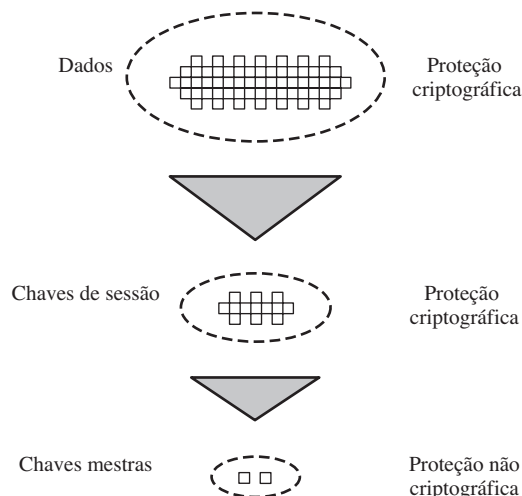 Dados
Proteção
criptográfica
Chaves de sessão
Proteção
criptográfica
Chaves mestras
Proteção não
criptográfica